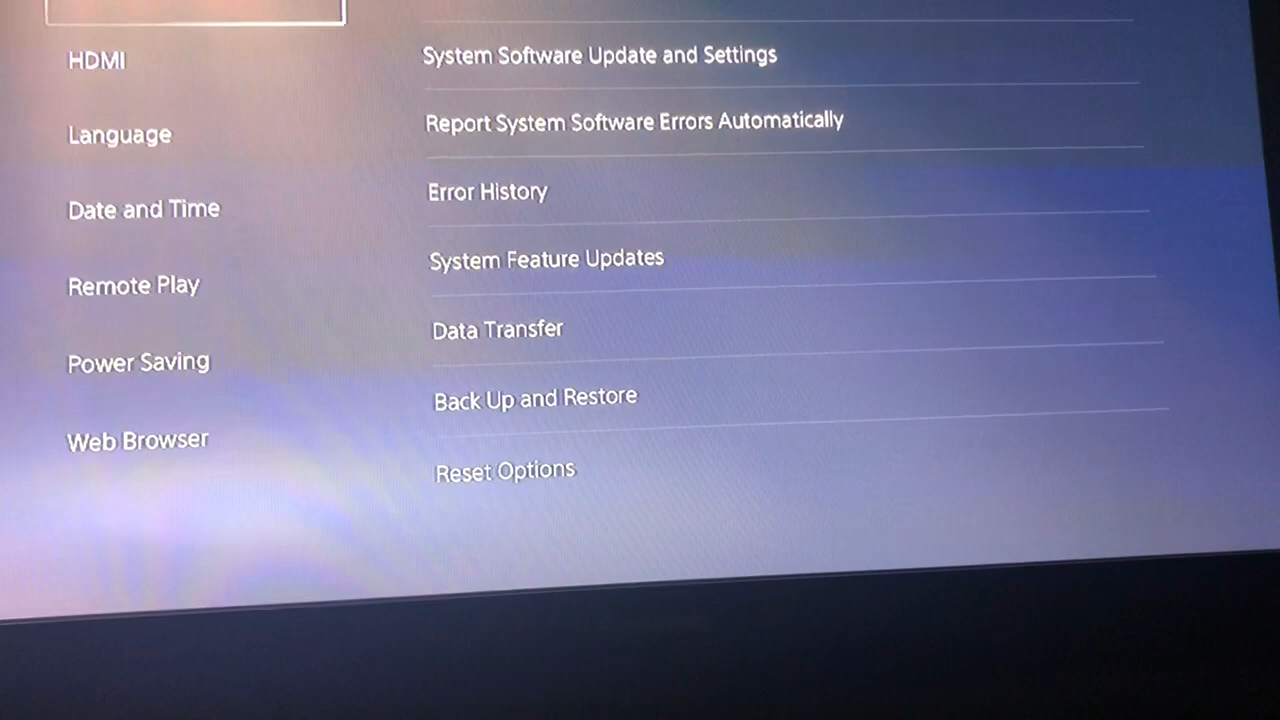 HDMI
Language
Date and Time
Remote Play
Power Saving
Web Browser
System Software Update and Settings
Report System Software Errors Automatically
Error History
System Feature Updates
Data Transfer
Back Up and Restore
Reset Options